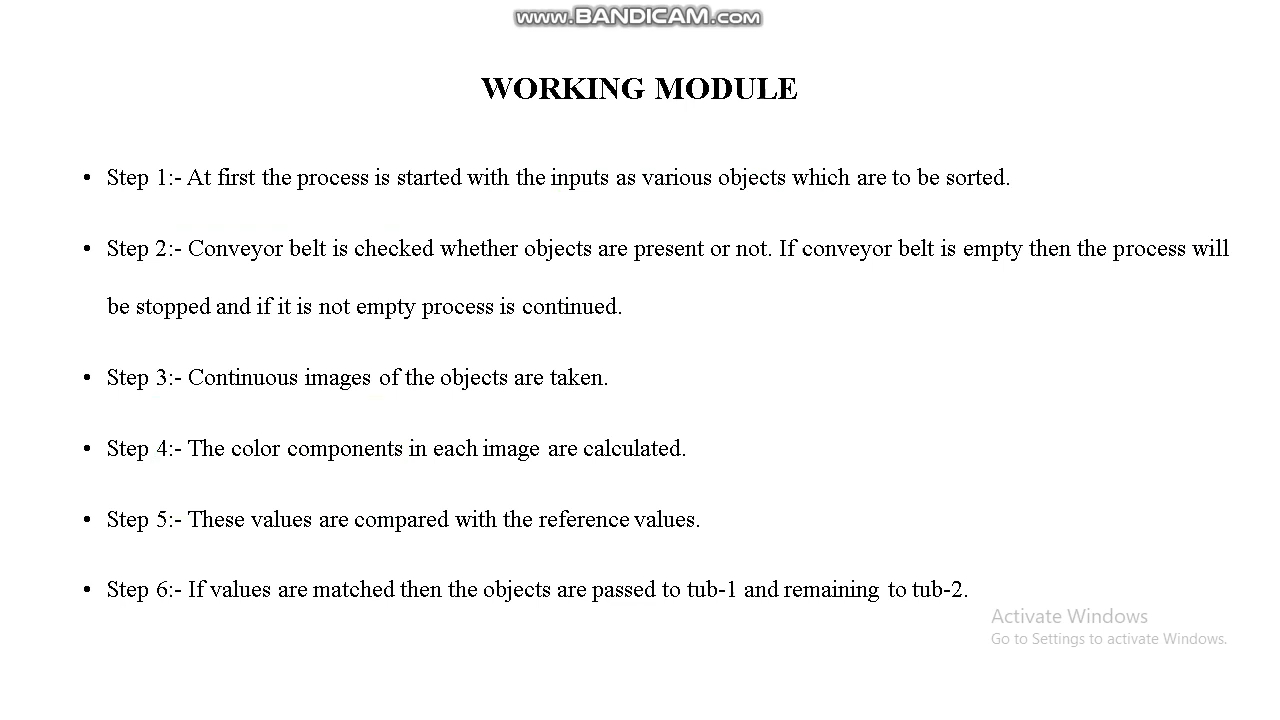 www.BANDICAM.com
WORKING MODULE
• Step 1:- At first the process is started with the inputs as various objects which are to be sorted.
• Step 2:- Conveyor belt is checked whether objects are present or not. If conveyor belt is empty then the process will
be stopped and if it is not empty process is continued.
• Step 3:- Continuous images of the objects are taken.
• Step 4:- The color components in each image are calculated.
• Step 5:- These values are compared with the reference values.
• Step 6:- If values are matched then the objects are passed to tub-1 and remaining to tub-2.
Activate Windows
Go to Settings to activate Windows.